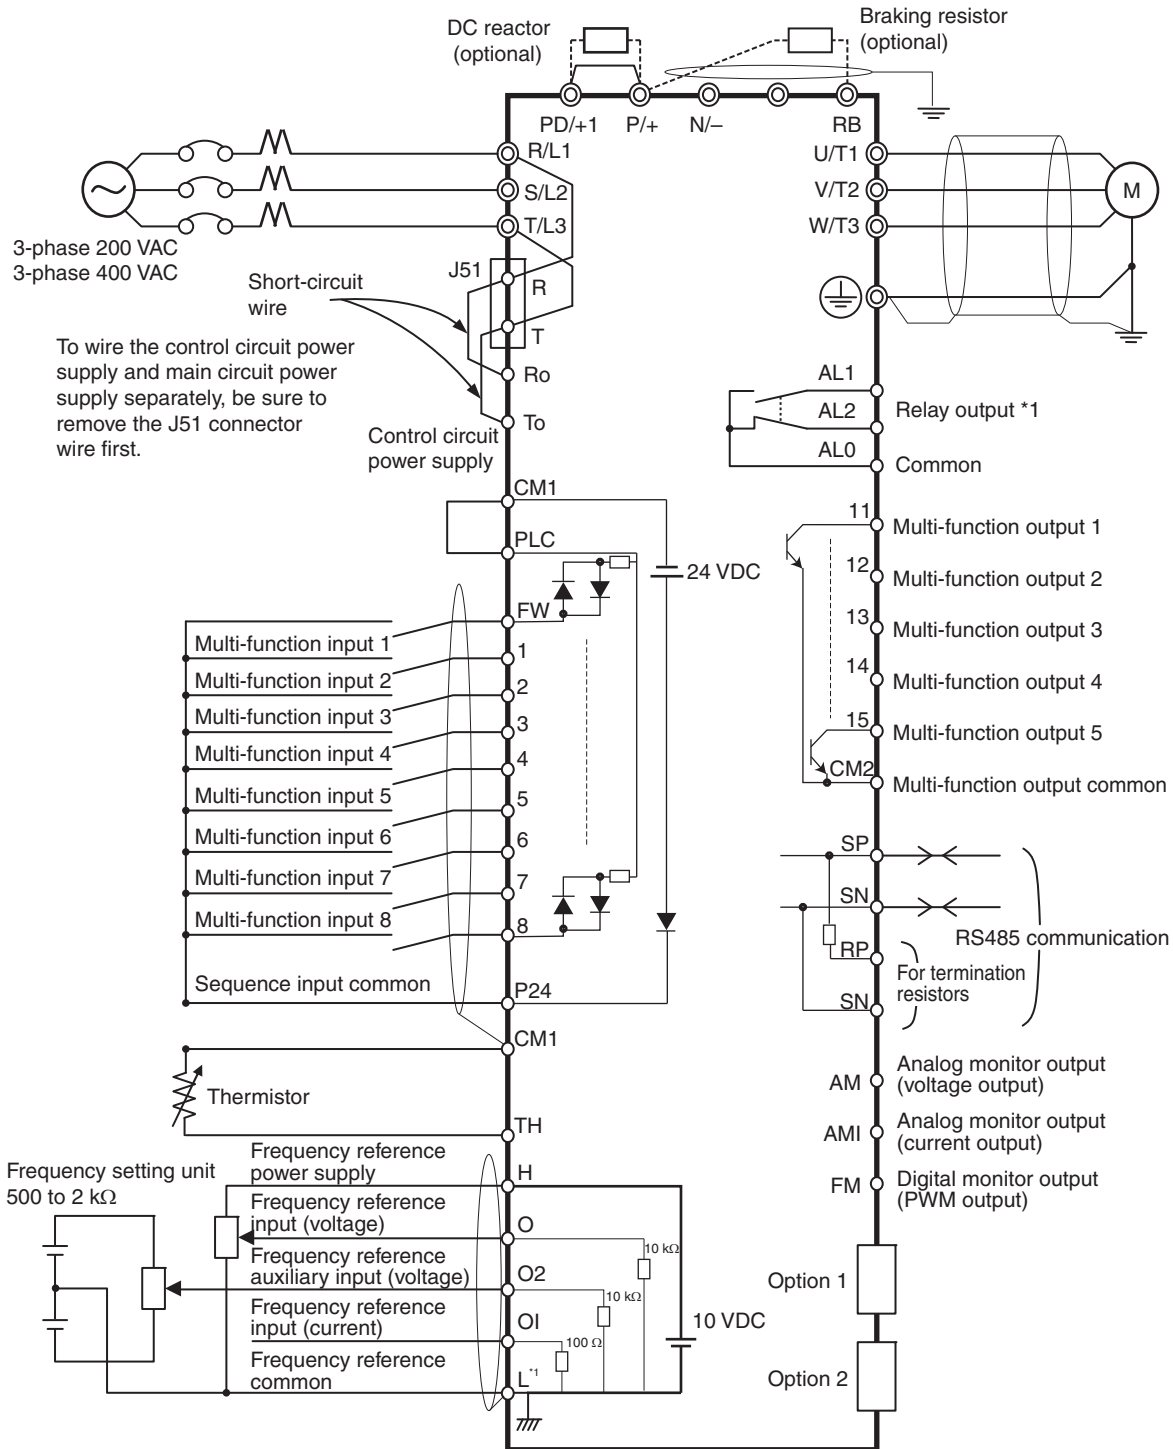 DC reactor
(optional)
Braking resistor
(optional)
PD/+1
P/+
N/–
RB
R/L1
S/L2
T/L3
U/T1
V/T2
W/T3
M
3-phase 200 VAC
3-phase 400 VAC
J51
R
T
Short-circuit
wire
To wire the control circuit power
supply and main circuit power
supply separately, be sure to
remove the J51 connector
wire first.
Ro
To
Control circuit
power supply
AL1
AL2
Relay output *1
AL0
Common
CM1
PLC
24 VDC
FW
Multi-function input 1
1
Multi-function input 2
2
Multi-function input 3
3
Multi-function input 4
4
Multi-function input 5
5
Multi-function input 6
6
Multi-function input 7
7
Multi-function input 8
8
Sequence input common
P24
CM1
Thermistor
TH
11
Multi-function output 1
12
Multi-function output 2
13
Multi-function output 3
14
Multi-function output 4
15
Multi-function output 5
CM2
Multi-function output common
SP
SN
RS485 communication
RP
For termination
resistors
SN
AM
Analog monitor output
(voltage output)
AMI
Analog monitor output
(current output)
FM
Digital monitor output
(PWM output)
Frequency setting unit
500 to 2 kΩ
Frequency reference
power supply
H
Frequency reference
input (voltage)
O
10 kΩ
Frequency reference
auxiliary input (voltage)
O2
10 kΩ
Frequency reference
input (current)
OI
100 Ω
10 VDC
Frequency reference
common
L*1
Option 1
Option 2